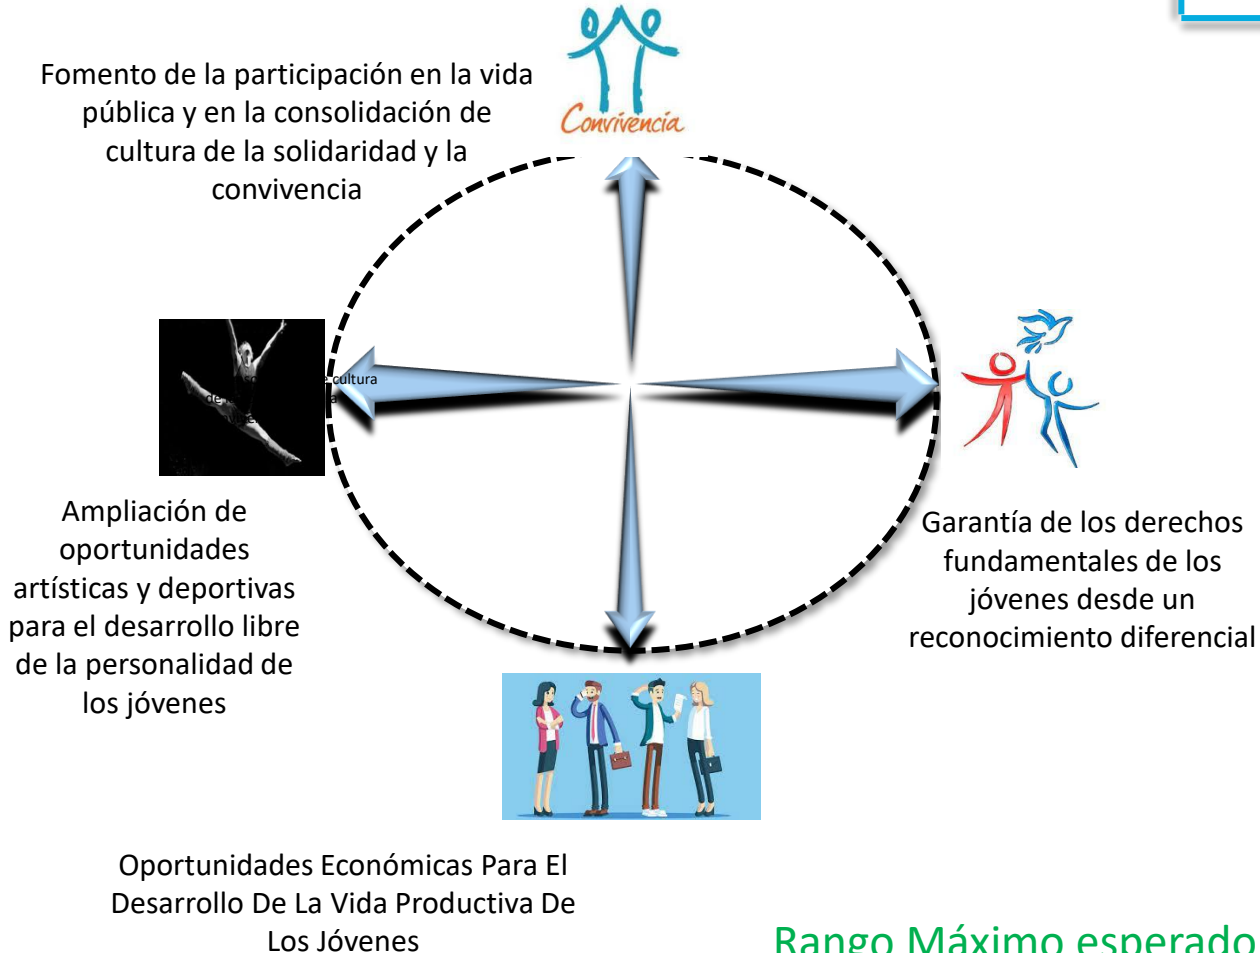 Fomento de la participación en la vida
pública y en la consolidación de
cultura de la solidaridad y la
convivencia
Convivencia
cultura
de
Ampliación de
oportunidades
artísticas y deportivas
para el desarrollo libre
de la personalidad de
los jóvenes
Garantía de los derechos
fundamentales de los
jóvenes desde un
reconocimiento diferencial
Oportunidades Económicas Para El
Desarrollo De La Vida Productiva De
Los Jóvenes
Rango Máximo esperado